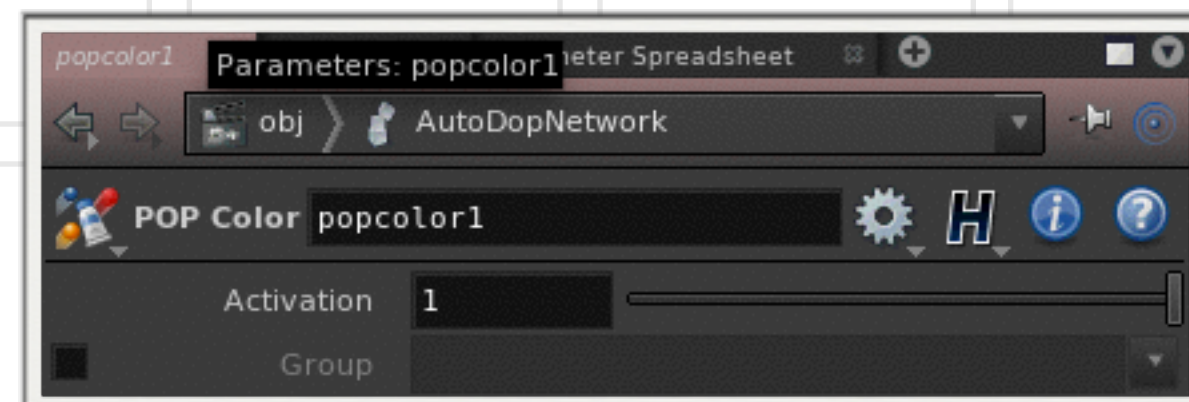 popcolor1
Parameters: popcolor1
eter Spreadsheet
obj AutoDopNetwork
POP Color popcolor1
Activation 1
Group